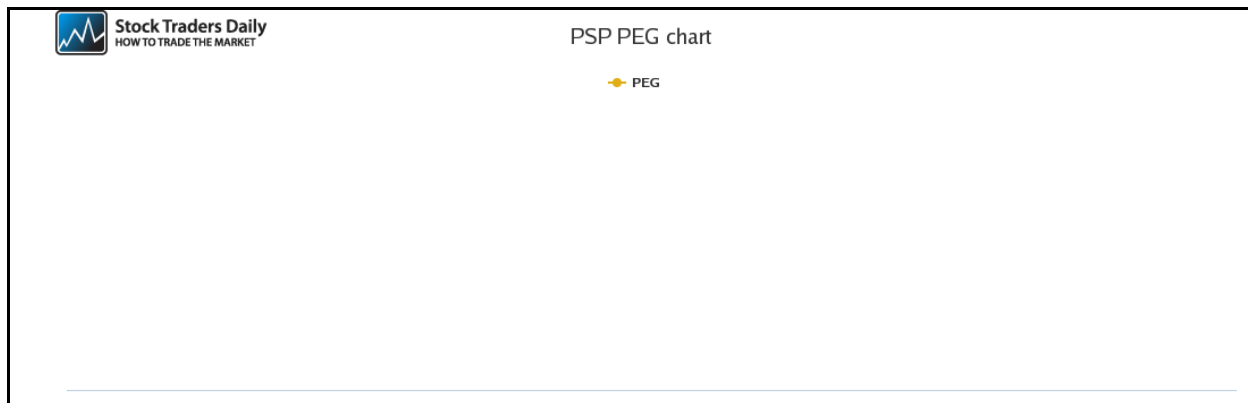 Stock Traders Daily
HOW TO TRADE THE MARKET
PSP PEG chart
PEG